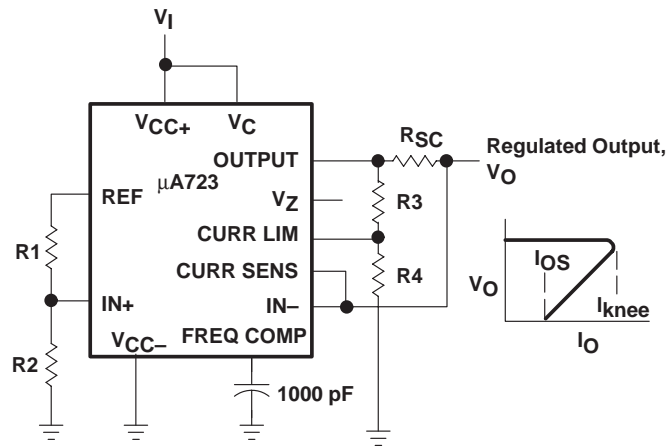 VI
VCC+
VC
OUTPUT
RSC
Regulated Output,
VO
μA723
REF
VZ
R3
R1
CURR LIM
CURR SENS
R4
IOS
VO
Iknee
IO
IN+
IN–
VCC–
FREQ COMP
R2
1000 pF